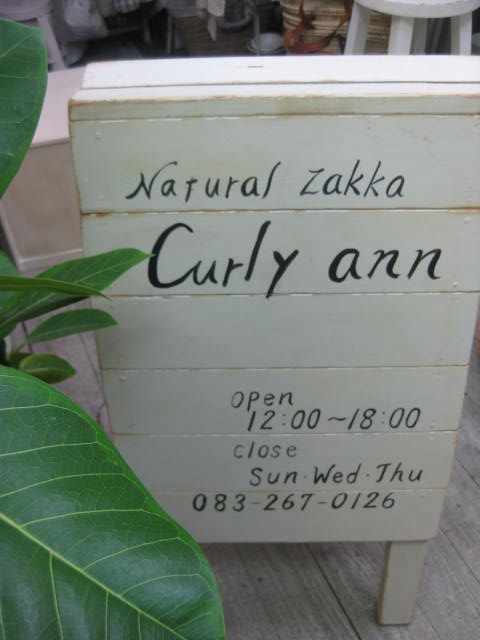 Natural zakka
Curly ann
open
12:00~18:00
close
Sun·Wed·Thu
083-267-0126